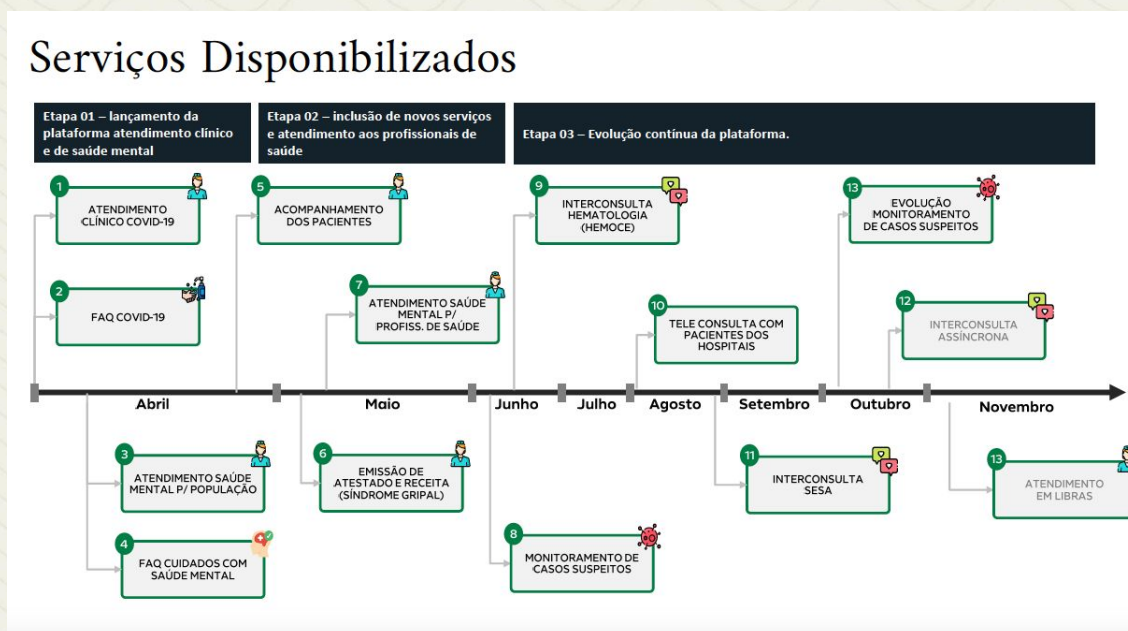 Serviços Disponibilizados
Etapa 01 – lançamento da
plataforma atendimento clínico
e de saúde mental
Etapa 02 – inclusão de novos serviços
e atendimento aos profissionais de
saúde
Etapa 03 – Evolução contínua da plataforma.
1
ATENDIMENTO
CLÍNICO COVID-19
5
ACOMPANHAMENTO
DOS PACIENTES
9
INTERCONSULTA
HEMATOLOGIA
(HEMOCE)
13
EVOLUÇÃO
MONITORAMENTO
DE CASOS SUSPEITOS
2
FAQ COVID-19
7
ATENDIMENTO SAÚDE
MENTAL P/
PROFISS. DE SAÚDE
10
TELE CONSULTA COM
PACIENTES DOS
HOSPITAIS
12
INTERCONSULTA
ASSÍNCRONA
Abril
Maio
Junho
Julho
Agosto
Setembro
Outubro
Novembro
3
ATENDIMENTO SAÚDE
MENTAL P/ POPULAÇÃO
6
EMISSÃO DE
ATESTADO E RECEITA
(SÍNDROME GRIPAL)
11
INTERCONSULTA
SESA
13
ATENDIMENTO
EM LIBRAS
4
FAQ CUIDADOS COM
SAÚDE MENTAL
8
MONITORAMENTO DE
CASOS SUSPEITOS